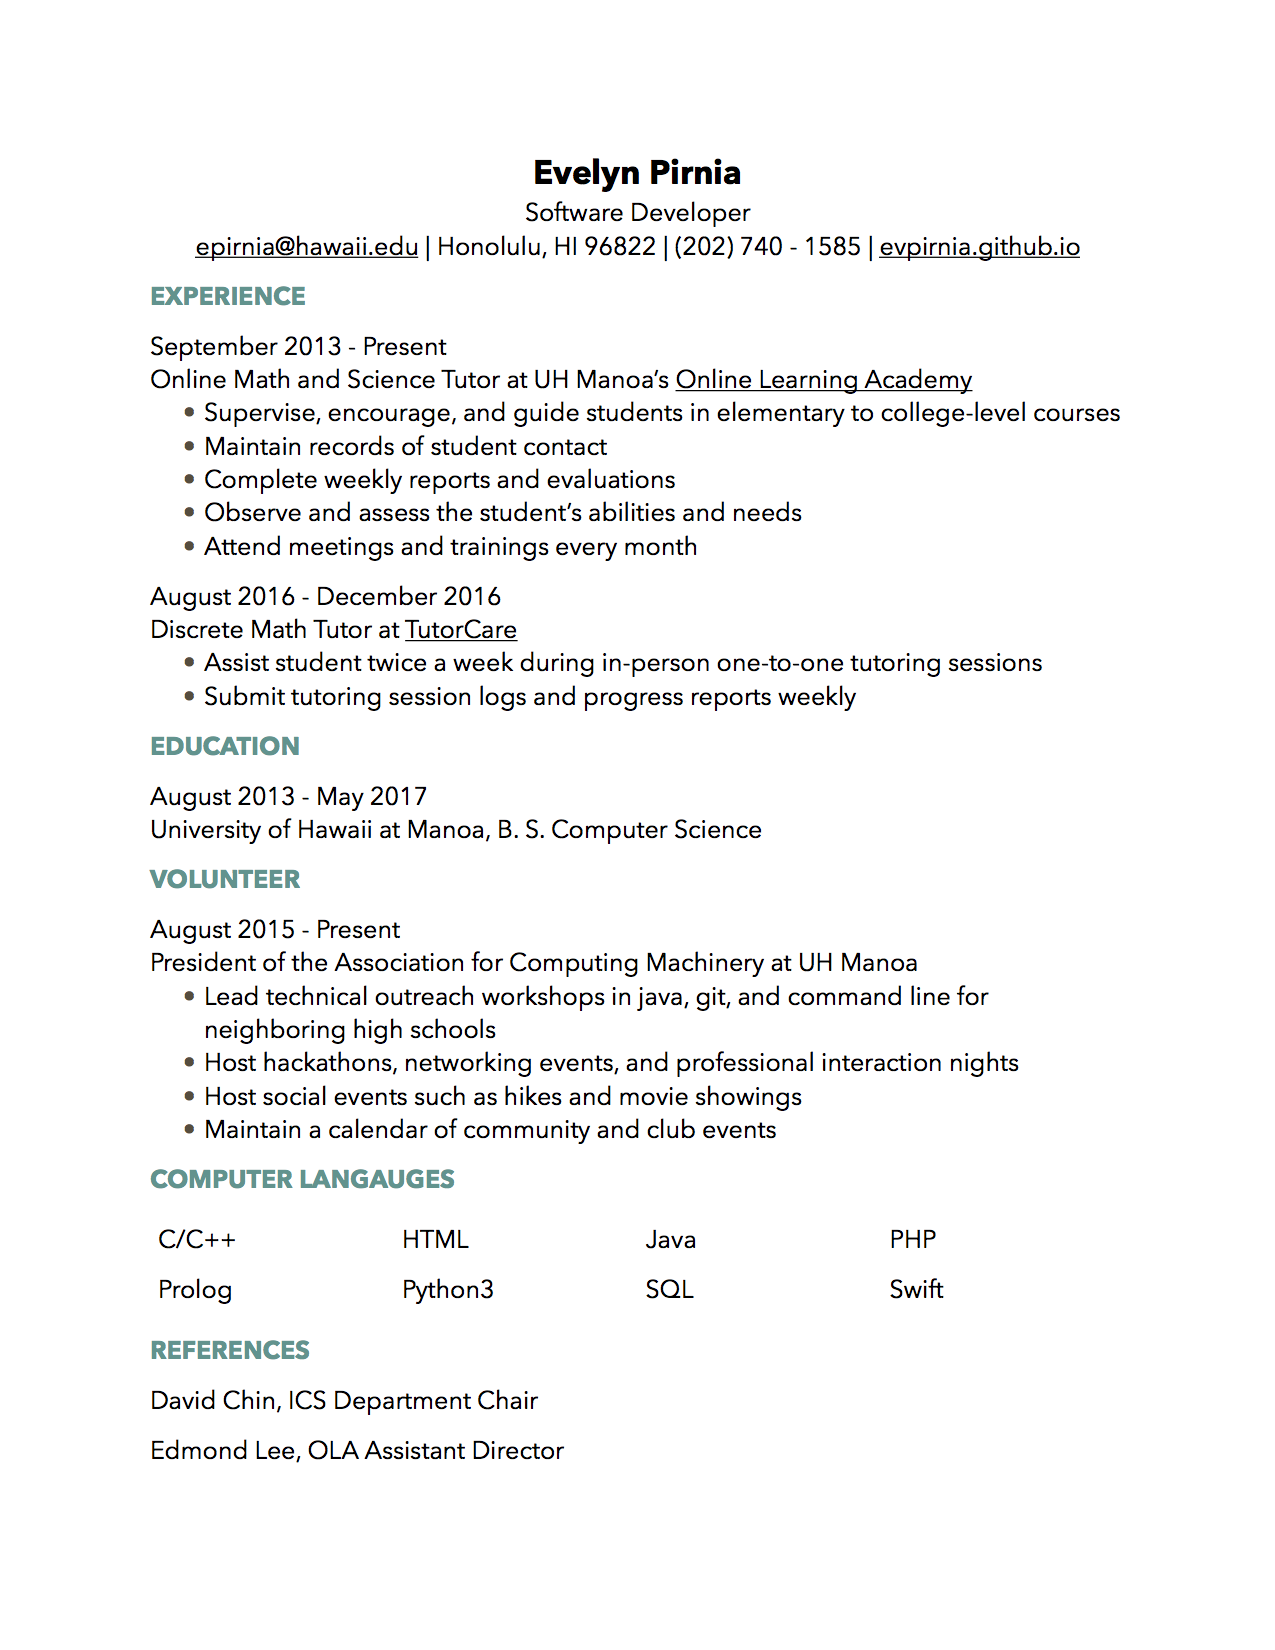 Evelyn Pirnia
Software Developer
epirnia@hawaii.edu | Honolulu, HI 96822 | (202) 740 - 1585 | evpirnia.github.io
EXPERIENCE
September 2013 - Present
Online Math and Science Tutor at UH Manoa’s Online Learning Academy
• Supervise, encourage, and guide students in elementary to college-level courses
• Maintain records of student contact
• Complete weekly reports and evaluations
• Observe and assess the student’s abilities and needs
• Attend meetings and trainings every month
August 2016 - December 2016
Discrete Math Tutor at TutorCare
• Assist student twice a week during in-person one-to-one tutoring sessions
• Submit tutoring session logs and progress reports weekly
EDUCATION
August 2013 - May 2017
University of Hawaii at Manoa, B. S. Computer Science
VOLUNTEER
August 2015 - Present
President of the Association for Computing Machinery at UH Manoa
• Lead technical outreach workshops in java, git, and command line for
neighboring high schools
• Host hackathons, networking events, and professional interaction nights
• Host social events such as hikes and movie showings
• Maintain a calendar of community and club events
COMPUTER LANGAUGES
C/C++ HTML Java PHP
Prolog Python3 SQL Swift
REFERENCES
David Chin, ICS Department Chair
Edmond Lee, OLA Assistant Director